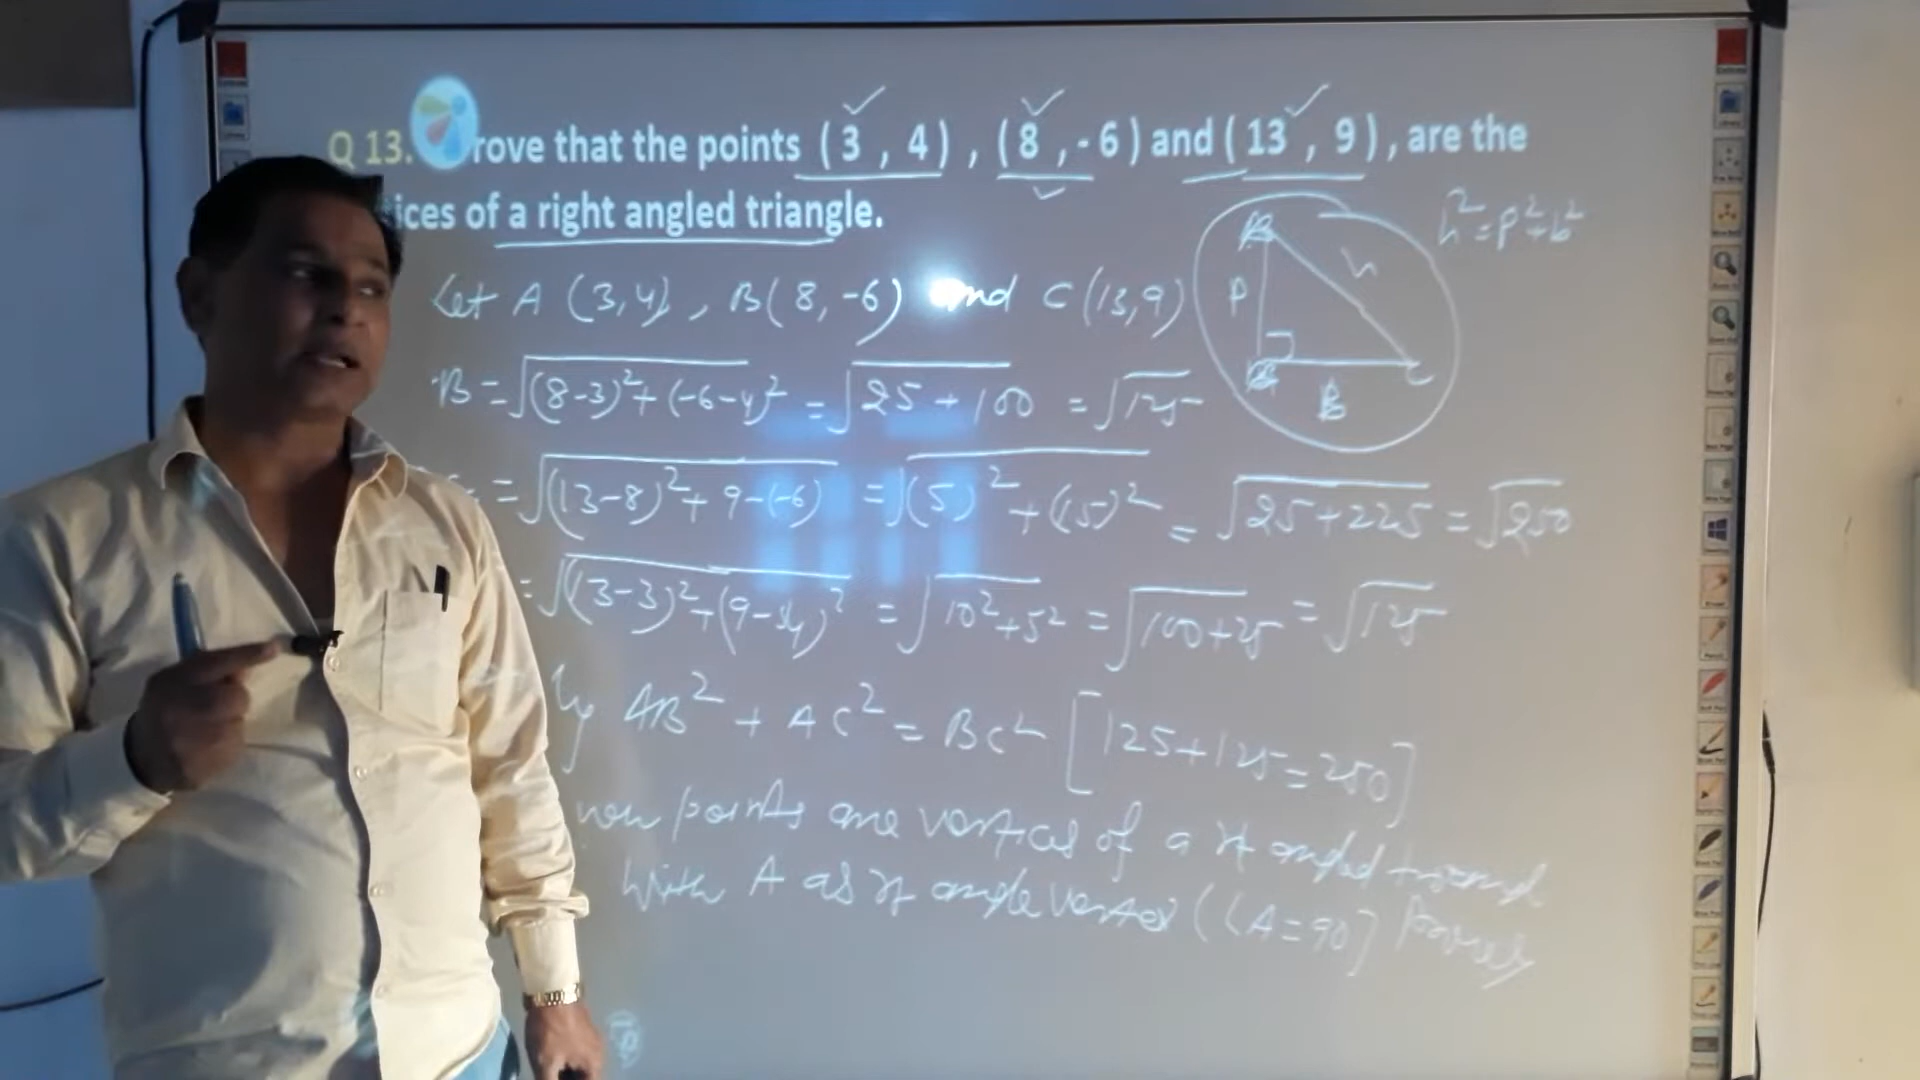 Q 13. rove that the points ( 3 , 4 ) , ( 8 , - 6 ) and ( 13 , 9 ) , are the
ices of a right angled triangle.
h² = P² + b²
Let A (3,4), B(8,-6) and C(13,9)
B
P
h
B
C
B = √(8-3)² + (-6-4)² = √25 + 100 = √125
= √(13-8)² + 9-(-6) = √(5)² + (15)² = √25+225 = √250
= √(13-3)² + (9-4)² = √10² + 5² = √100+25 = √125
ly AB² + AC² = BC² [125+125=250]
ven points are vertices of a rt angled
with A as rt angle vertex (∠A=90] Proved